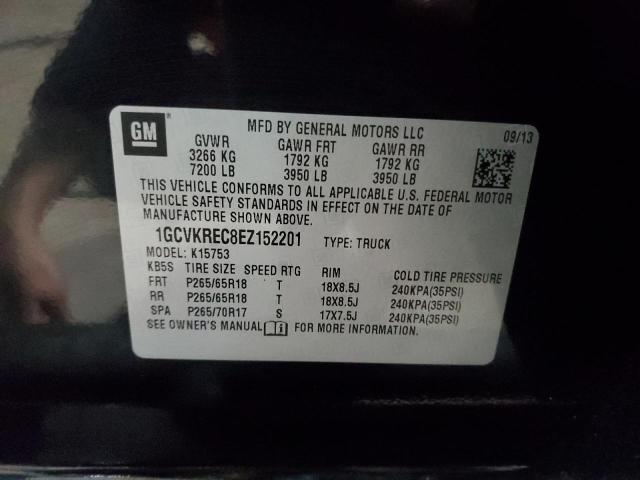 GM
MFD BY GENERAL MOTORS LLC 09/13
GVWR GAWR FRT GAWR RR
3266 KG 1792 KG 1792 KG
7200 LB 3950 LB 3950 LB
THIS VEHICLE CONFORMS TO ALL APPLICABLE U.S. FEDERAL MOTOR
VEHICLE SAFETY STANDARDS IN EFFECT ON THE DATE OF
MANUFACTURE SHOWN ABOVE.
1GCVKREC8EZ152201 TYPE: TRUCK
MODEL: K15753
KB5S TIRE SIZE SPEED RTG RIM COLD TIRE PRESSURE
FRT P265/65R18 T 18X8.5J 240KPA(35PSI)
RR P265/65R18 T 18X8.5J 240KPA(35PSI)
SPA P265/70R17 S 17X7.5J 240KPA(35PSI)
SEE OWNER'S MANUAL FOR MORE INFORMATION.